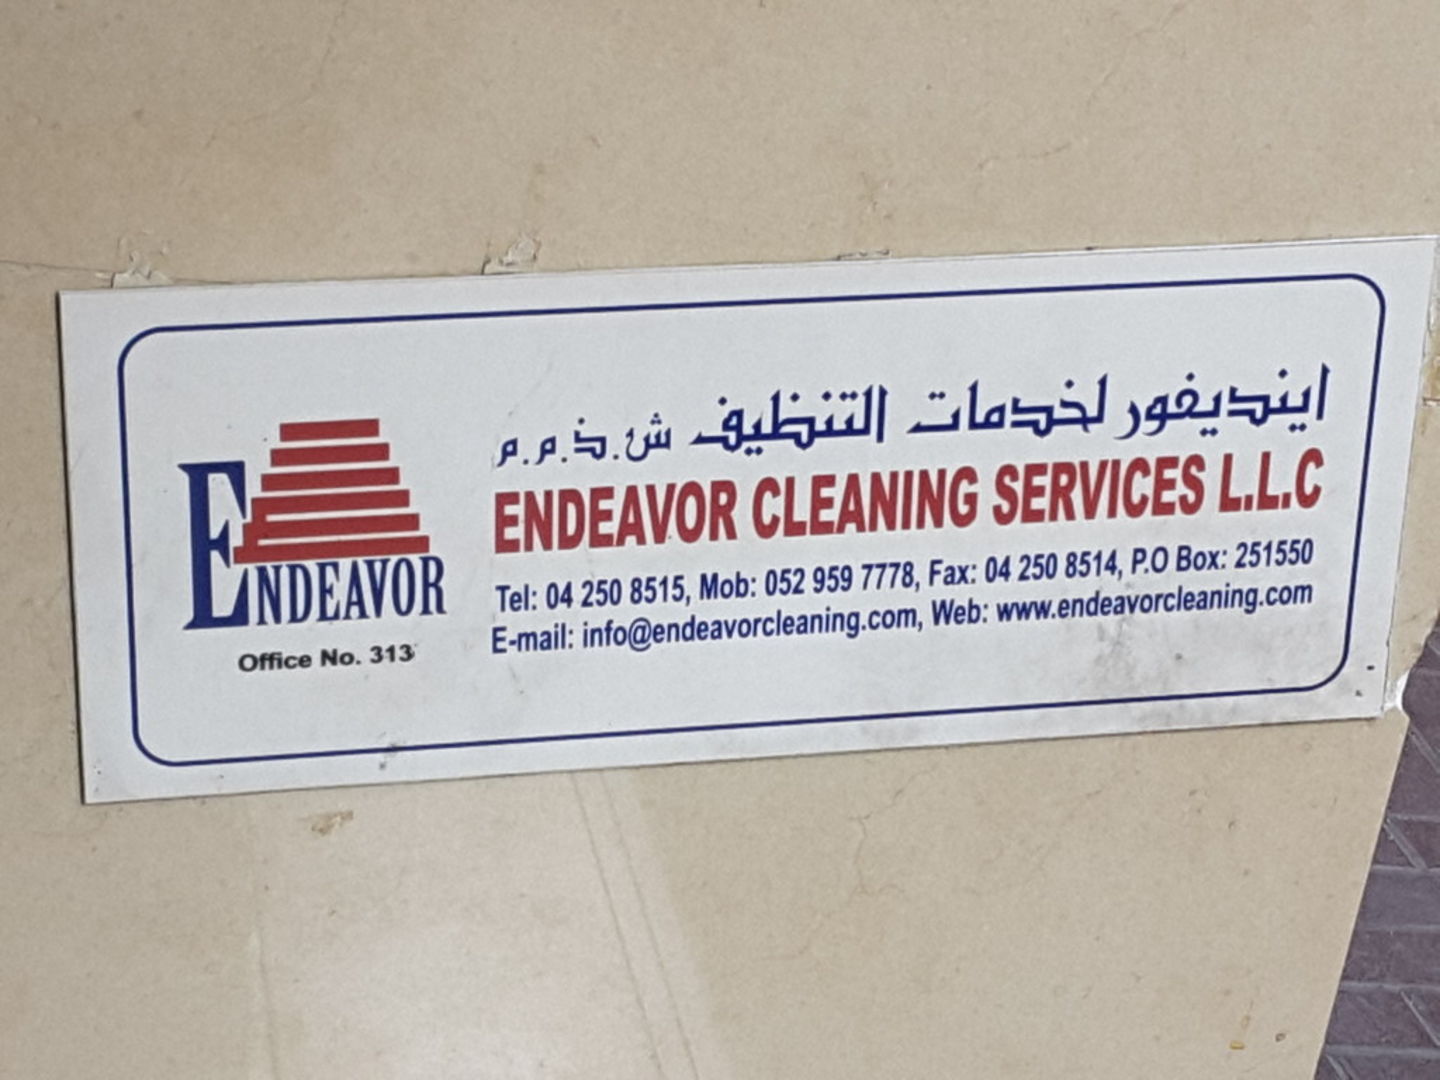 ENDEAVOR
Office No. 313
اينديفور لخدمات التنظيف ش.ذ.م.م
ENDEAVOR CLEANING SERVICES L.L.C
Tel: 04 250 8515, Mob: 052 959 7778, Fax: 04 250 8514, P.O Box: 251550
E-mail: info@endeavorcleaning.com, Web: www.endeavorcleaning.com